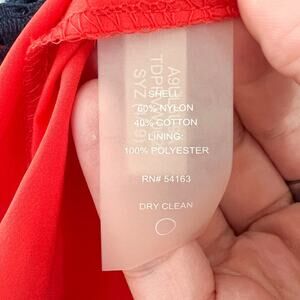 SHELL
60% NYLON
40% COTTON
LINING:
100% POLYESTER
RN# 54163
DRY CLEAN